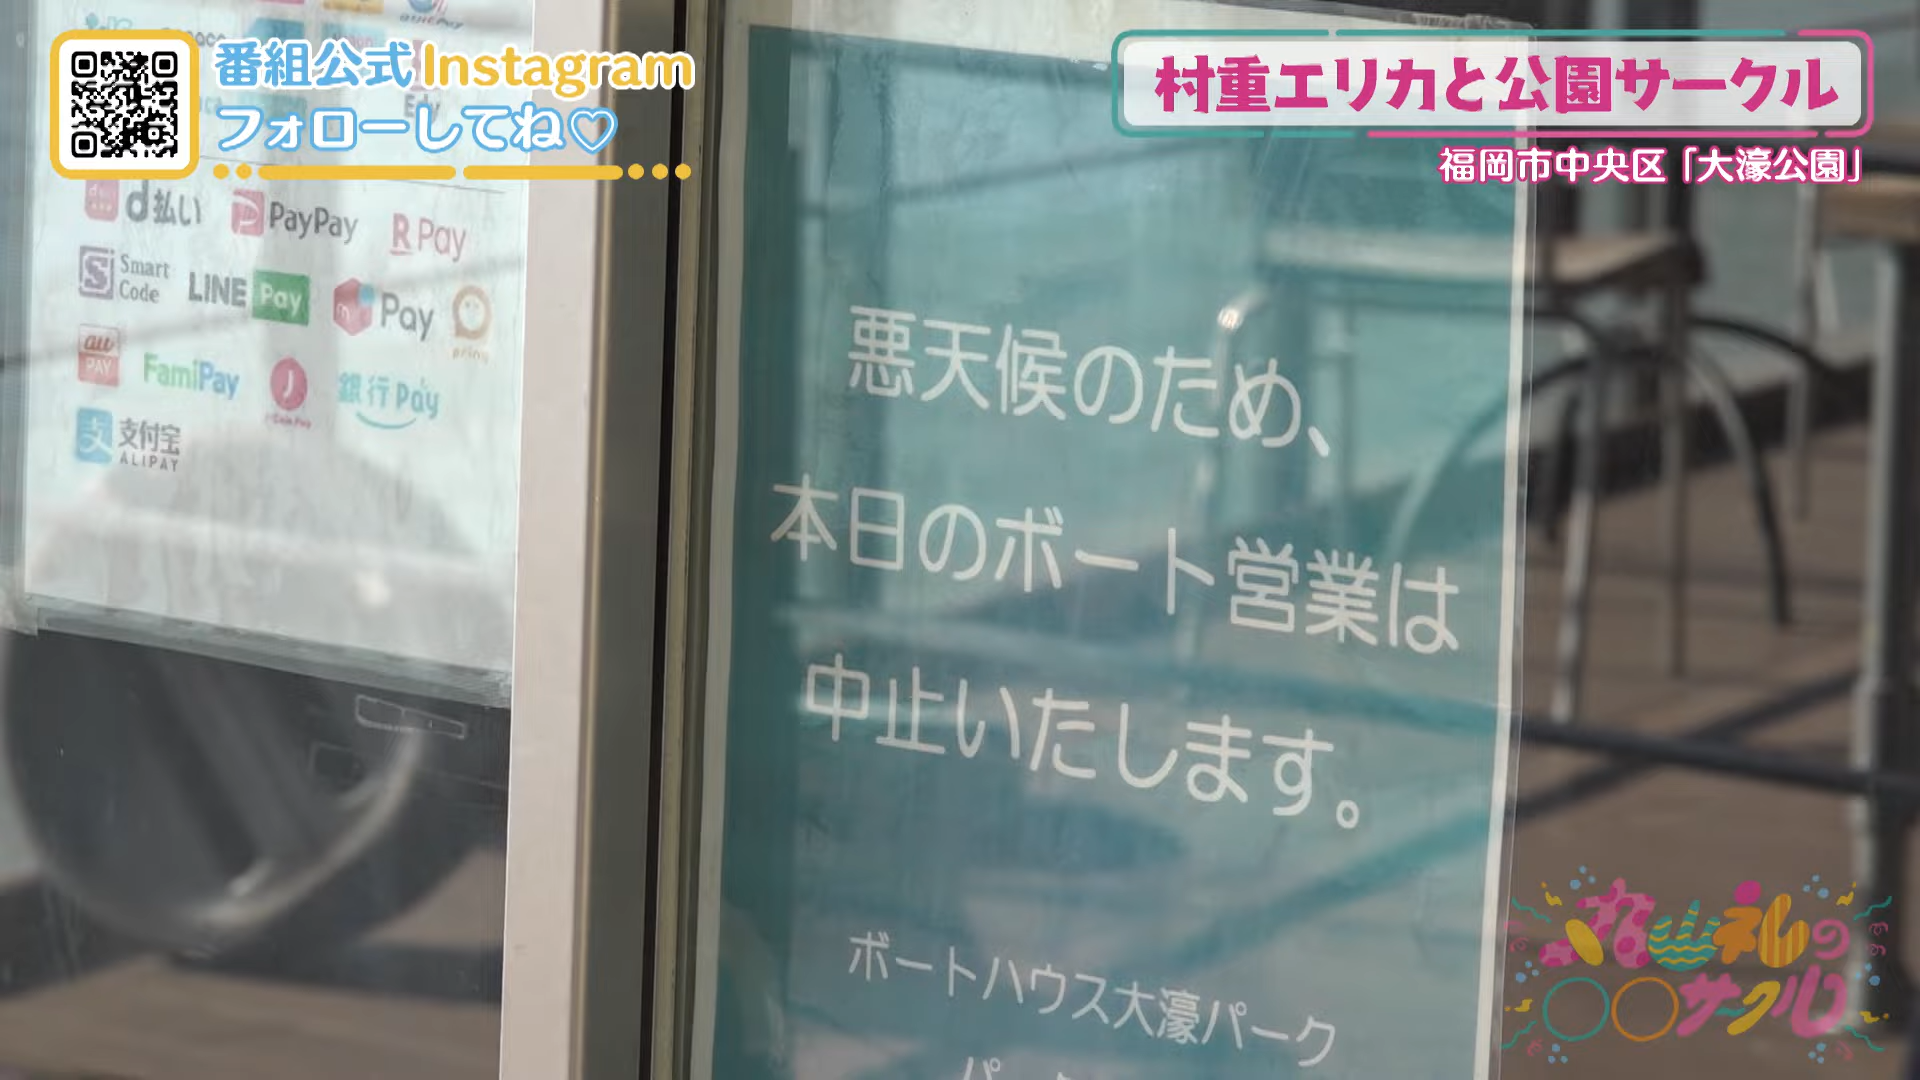 番組公式Instagram
フォローしてね♡
村重エリカと公園サークル
福岡市中央区「大濠公園」
d払い
PayPay
R Pay
Smart Code
LINE Pay
Pay
au PAY
FamiPay
銀行Pay
支付宝
ALIPAY
悪天候のため、
本日のボート営業は
中止いたします。
ボートハウス大濠パーク
丸山礼の
○○サークル